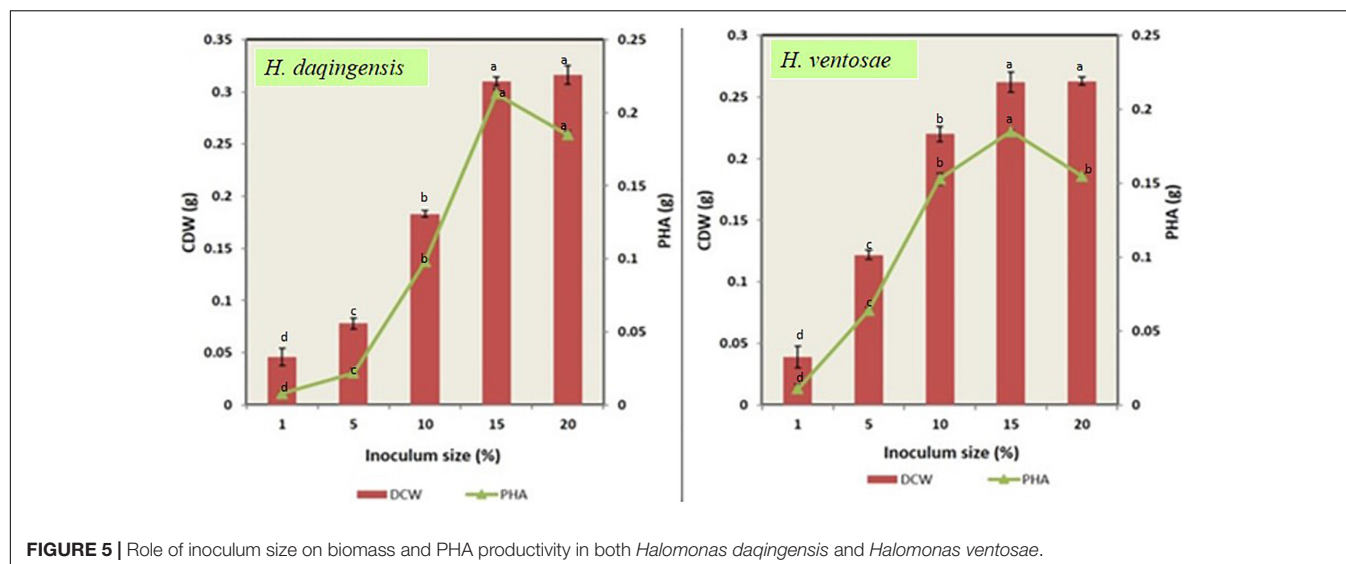 H. daqingensis
0.35
0.3
0.25
0.2
0.15
0.1
0.05
0
CDW (g)
0.25
0.2
0.15
0.1
0.05
0
PHA (g)
d
c
b
a
a
d
c
b
a
a
1 5 10 15 20
Inoculum size (%)
DCW PHA
H. ventosae
0.3
0.25
0.2
0.15
0.1
0.05
0
CDW (g)
0.25
0.2
0.15
0.1
0.05
0
PHA (g)
d
c
b
a
a
d
c
b
a
b
1 5 10 15 20
Inoculum size (%)
DCW PHA
FIGURE 5 | Role of inoculum size on biomass and PHA productivity in both Halomonas daqingensis and Halomonas ventosae.